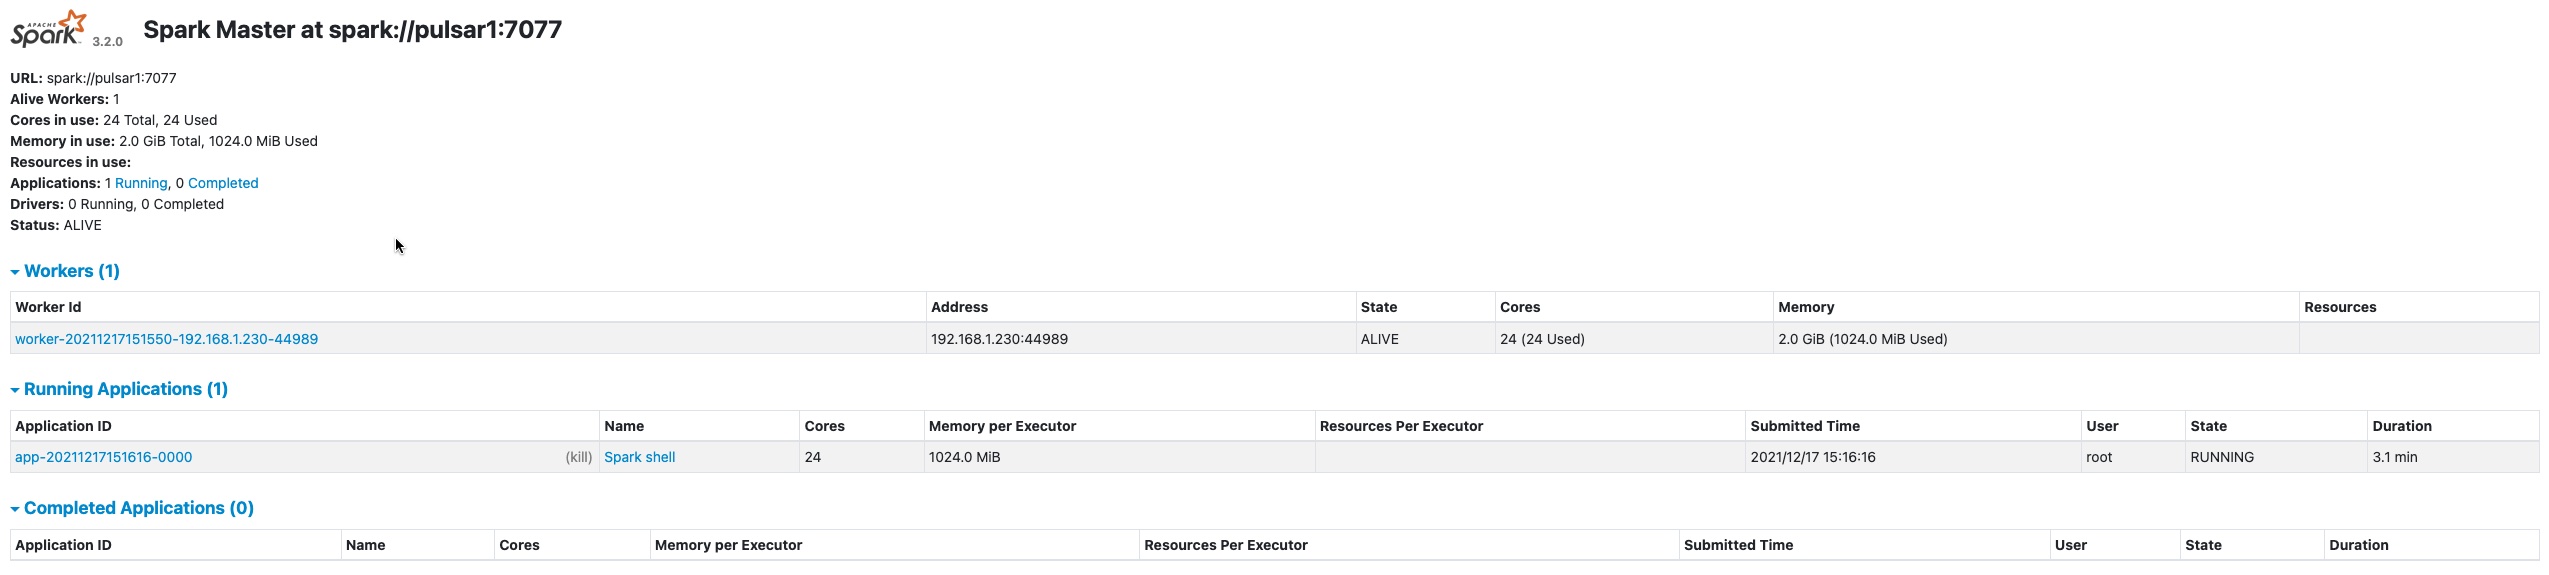 APACHE
Spark 3.2.0 Spark Master at spark://pulsar1:7077
URL: spark://pulsar1:7077
Alive Workers: 1
Cores in use: 24 Total, 24 Used
Memory in use: 2.0 GiB Total, 1024.0 MiB Used
Resources in use:
Applications: 1 Running, 0 Completed
Drivers: 0 Running, 0 Completed
Status: ALIVE
Workers (1)
Worker Id Address State Cores Memory Resources
worker-20211217151550-192.168.1.230-44989 192.168.1.230:44989 ALIVE 24 (24 Used) 2.0 GiB (1024.0 MiB Used)
Running Applications (1)
Application ID Name Cores Memory per Executor Resources Per Executor Submitted Time User State Duration
app-20211217151616-0000 (kill) Spark shell 24 1024.0 MiB 2021/12/17 15:16:16 root RUNNING 3.1 min
Completed Applications (0)
Application ID Name Cores Memory per Executor Resources Per Executor Submitted Time User State Duration